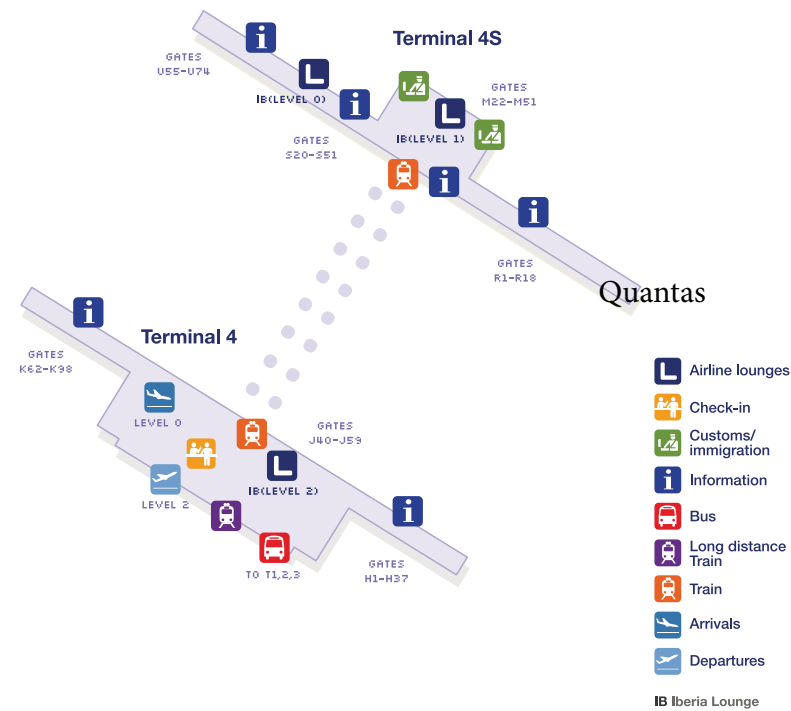 Terminal 4S
GATES
U55-U74
IB(LEVEL 0)
GATES
M22-M51
IB(LEVEL 1)
GATES
S20-S51
GATES
R1-R18
Quantas
Terminal 4
GATES
K62-K98
LEVEL 0
GATES
J40-J59
IB(LEVEL 2)
LEVEL 2
TO T1,2,3
GATES
H1-H37
Airline lounges
Check-in
Customs/
immigration
Information
Bus
Long distance
Train
Train
Arrivals
Departures
IB Iberia Lounge